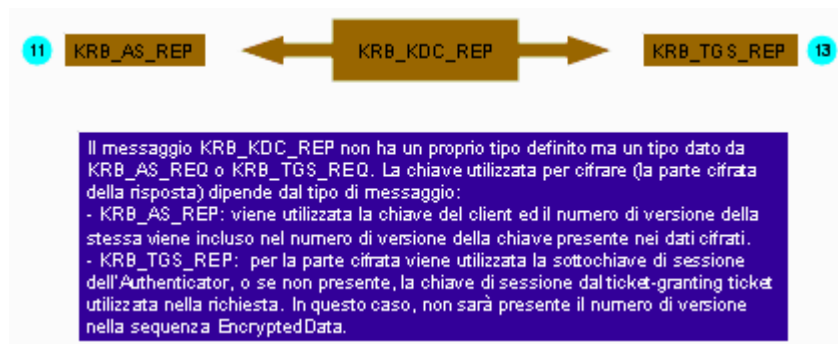 11 KRB_AS_REP KRB_KDC_REP KRB_TGS_REP 13
Il messaggio KRB_KDC_REP non ha un proprio tipo definito ma un tipo dato da
KRB_AS_REQ o KRB_TGS_REQ. La chiave utilizzata per cifrare (la parte cifrata
della risposta) dipende dal tipo di messaggio:
- KRB_AS_REP: viene utilizzata la chiave del client ed il numero di versione della
stessa viene incluso nel numero di versione della chiave presente nei dati cifrati.
- KRB_TGS_REP: per la parte cifrata viene utilizzata la sottochiave di sessione
dell'Authenticator, o se non presente, la chiave di sessione dal ticket-granting ticket
utilizzata nella richiesta. In questo caso, non sarà presente il numero di versione
nella sequenza EncryptedData.